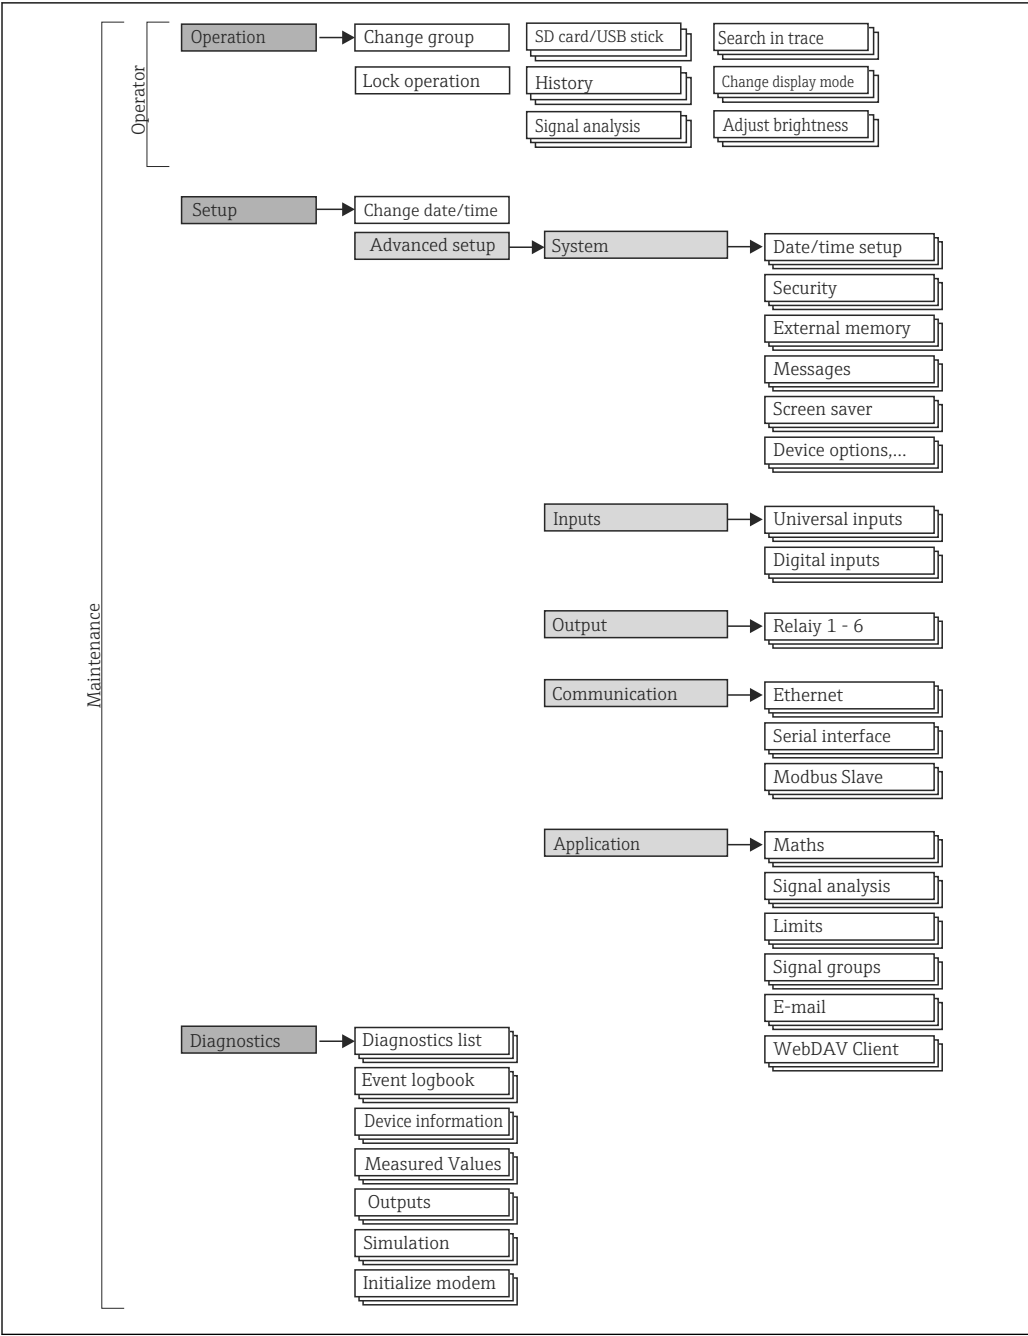 Maintenance
Operator
Operation
Change group
SD card/USB stick
Search in trace
Lock operation
History
Change display mode
Signal analysis
Adjust brightness
Setup
Change date/time
Advanced setup
System
Date/time setup
Security
External memory
Messages
Screen saver
Device options,...
Inputs
Universal inputs
Digital inputs
Output
Relaiy 1 - 6
Communication
Ethernet
Serial interface
Modbus Slave
Application
Maths
Signal analysis
Limits
Signal groups
E-mail
WebDAV Client
Diagnostics
Diagnostics list
Event logbook
Device information
Measured Values
Outputs
Simulation
Initialize modem